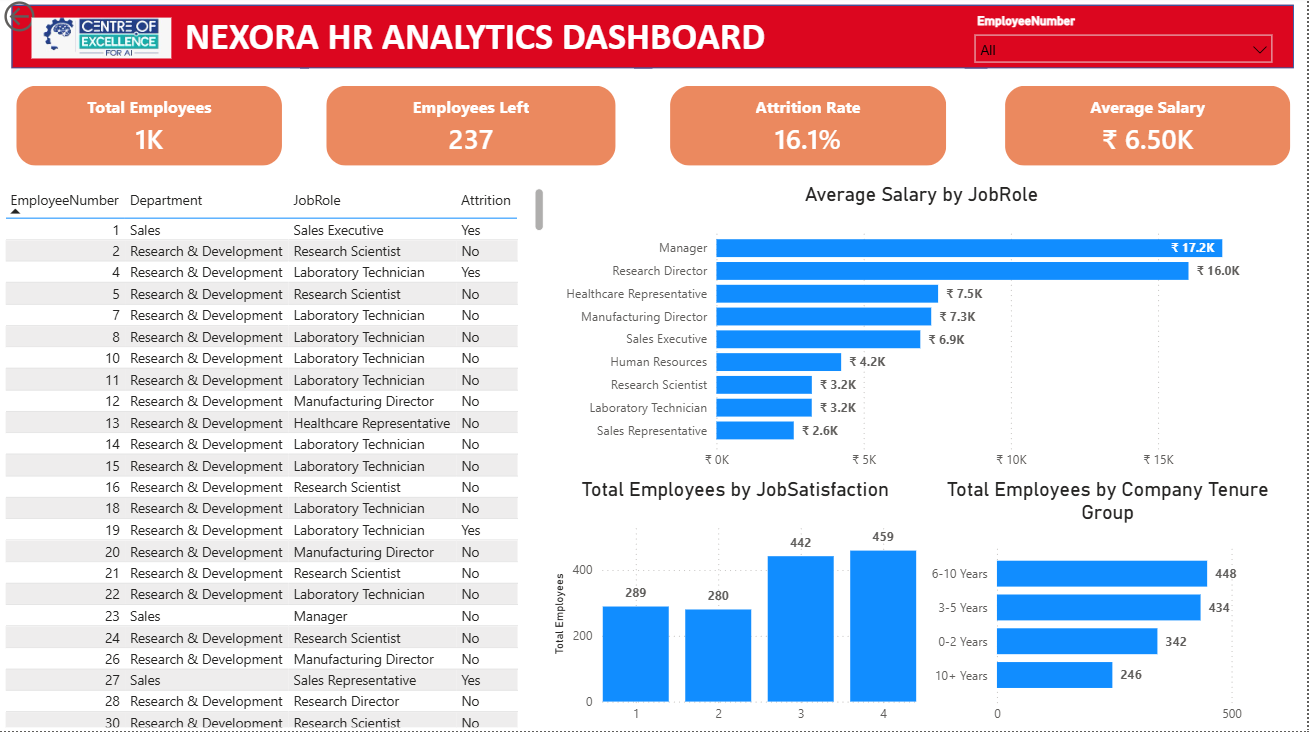 CENTRE OF
EXCELLENCE
FOR AI
NEXORA HR ANALYTICS DASHBOARD
EmployeeNumber
All
Total Employees
1K
Employees Left
237
Attrition Rate
16.1%
Average Salary
₹ 6.50K
EmployeeNumber Department JobRole Attrition
1 Sales Sales Executive Yes
2 Research & Development Research Scientist No
4 Research & Development Laboratory Technician Yes
5 Research & Development Research Scientist No
7 Research & Development Laboratory Technician No
8 Research & Development Laboratory Technician No
10 Research & Development Laboratory Technician No
11 Research & Development Laboratory Technician No
12 Research & Development Manufacturing Director No
13 Research & Development Healthcare Representative No
14 Research & Development Laboratory Technician No
15 Research & Development Laboratory Technician No
16 Research & Development Research Scientist No
18 Research & Development Laboratory Technician No
19 Research & Development Laboratory Technician Yes
20 Research & Development Manufacturing Director No
21 Research & Development Research Scientist No
22 Research & Development Laboratory Technician No
23 Sales Manager No
24 Research & Development Research Scientist No
26 Research & Development Manufacturing Director No
27 Sales Sales Representative Yes
28 Research & Development Research Director No
30 Research & Development Research Scientist No
Average Salary by JobRole
Manager ₹ 17.2K
Research Director ₹ 16.0K
Healthcare Representative ₹ 7.5K
Manufacturing Director ₹ 7.3K
Sales Executive ₹ 6.9K
Human Resources ₹ 4.2K
Research Scientist ₹ 3.2K
Laboratory Technician ₹ 3.2K
Sales Representative ₹ 2.6K
₹ 0K ₹ 5K ₹ 10K ₹ 15K
Total Employees by JobSatisfaction
Total Employees
400
200
0
289 280 442 459
1 2 3 4
Total Employees by Company Tenure
Group
6-10 Years 448
3-5 Years 434
0-2 Years 342
10+ Years 246
0 500